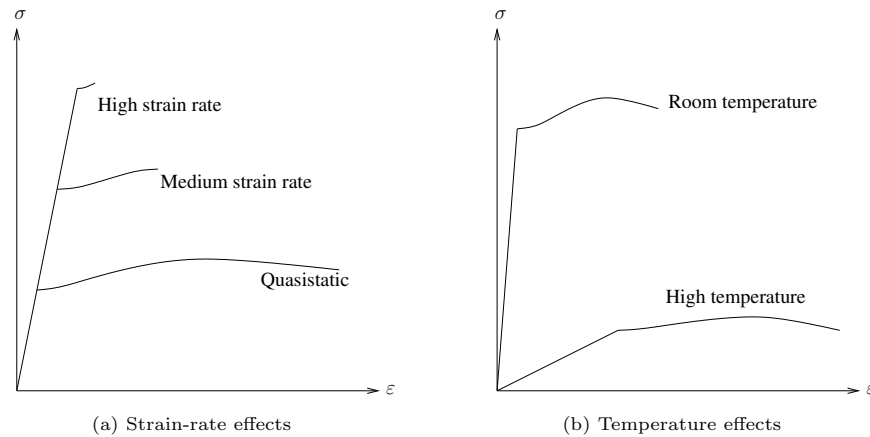 σ
High strain rate
Medium strain rate
Quasistatic
ε
(a) Strain-rate effects
σ
Room temperature
High temperature
ε
(b) Temperature effects